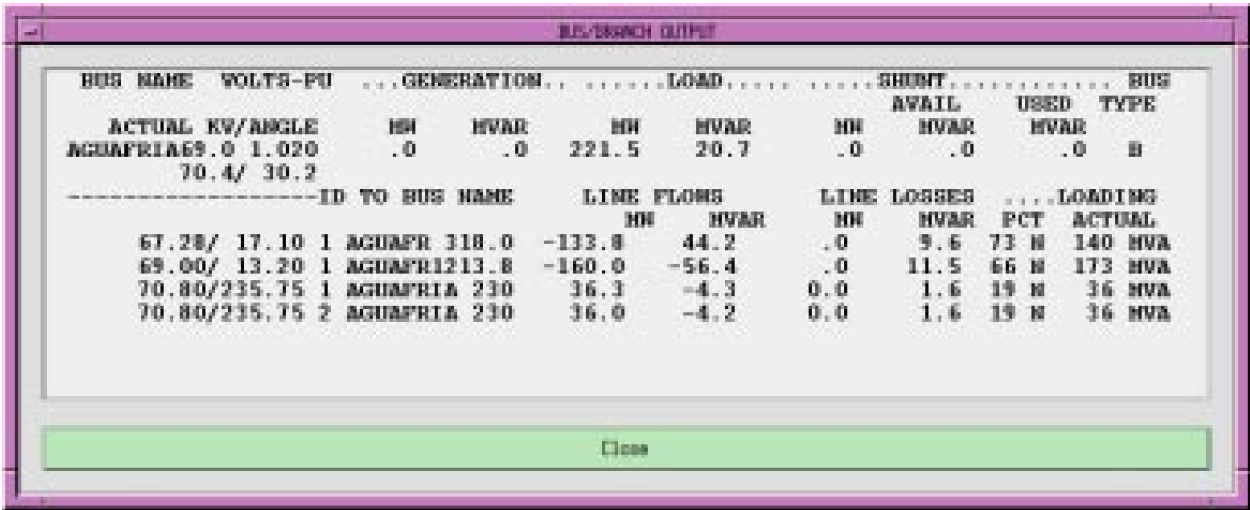 BUS/BRANCH OUTPUT
BUS NAME VOLTS-PU ...GENERATION.. ......LOAD..... .....SHUNT............ BUS
AVAIL USED TYPE
ACTUAL KV/ANGLE MW MVAR MW MVAR MW MVAR MVAR
AGUAFRIA69.0 1.020 .0 .0 221.5 20.7 .0 .0 .0 B
70.4/ 30.2
-------------------ID TO BUS NAME LINE FLOWS LINE LOSSES ....LOADING
MW MVAR MW MVAR PCT ACTUAL
67.28/ 17.10 1 AGUAFR 318.0 -133.8 44.2 .0 9.6 73 N 140 MVA
69.00/ 13.20 1 AGUAFR1213.8 -160.0 -56.4 .0 11.5 66 N 173 MVA
70.80/235.75 1 AGUAFRIA 230 36.3 -4.3 0.0 1.6 19 N 36 MVA
70.80/235.75 2 AGUAFRIA 230 36.0 -4.2 0.0 1.6 19 N 36 MVA
Close